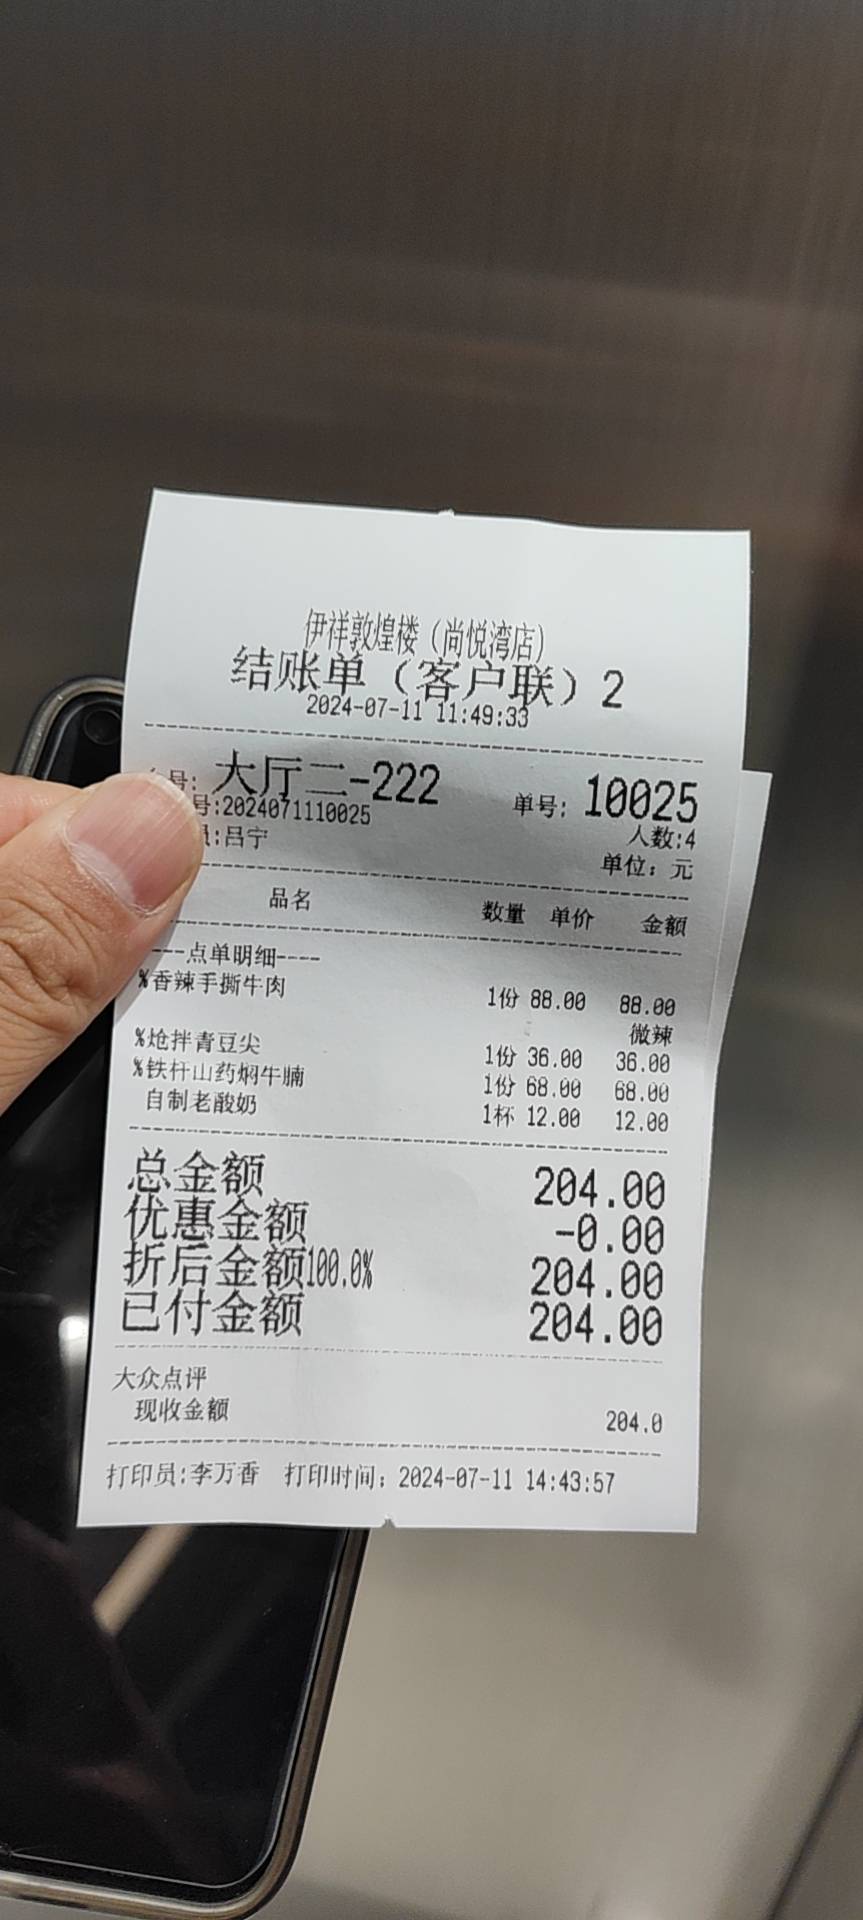 伊祥敦煌楼（尚悦湾店）
结账单（客户联）2
2024-07-11 11:49:33
号: 大厅二-222 单号: 10025
号:2024071110025
人数:4
员:吕宁
单位: 元
品名 数量 单价 金额
----点单明细----
%香辣手撕牛肉 1份 88.00 88.00
微辣
%炝拌青豆尖 1份 36.00 36.00
%铁杆山药焖牛腩 1份 68.00 68.00
自制老酸奶 1杯 12.00 12.00
总金额 204.00
优惠金额 -0.00
折后金额100.0% 204.00
已付金额 204.00
大众点评
现收金额 204.0
打印员:李万香 打印时间: 2024-07-11 14:43:57